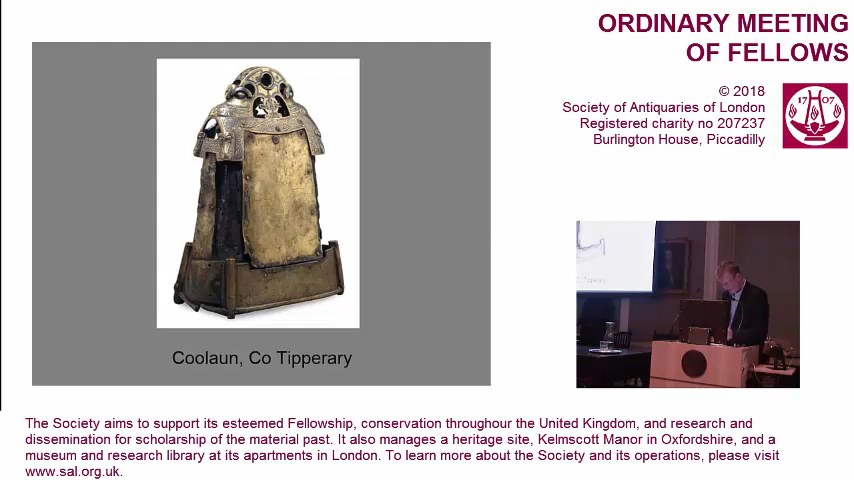 ORDINARY MEETING
OF FELLOWS
© 2018
Society of Antiquaries of London
Registered charity no 207237
Burlington House, Piccadilly
17 07
Coolaun, Co Tipperary
The Society aims to support its esteemed Fellowship, conservation throughour the United Kingdom, and research and
dissemination for scholarship of the material past. It also manages a heritage site, Kelmscott Manor in Oxfordshire, and a
museum and research library at its apartments in London. To learn more about the Society and its operations, please visit
www.sal.org.uk.